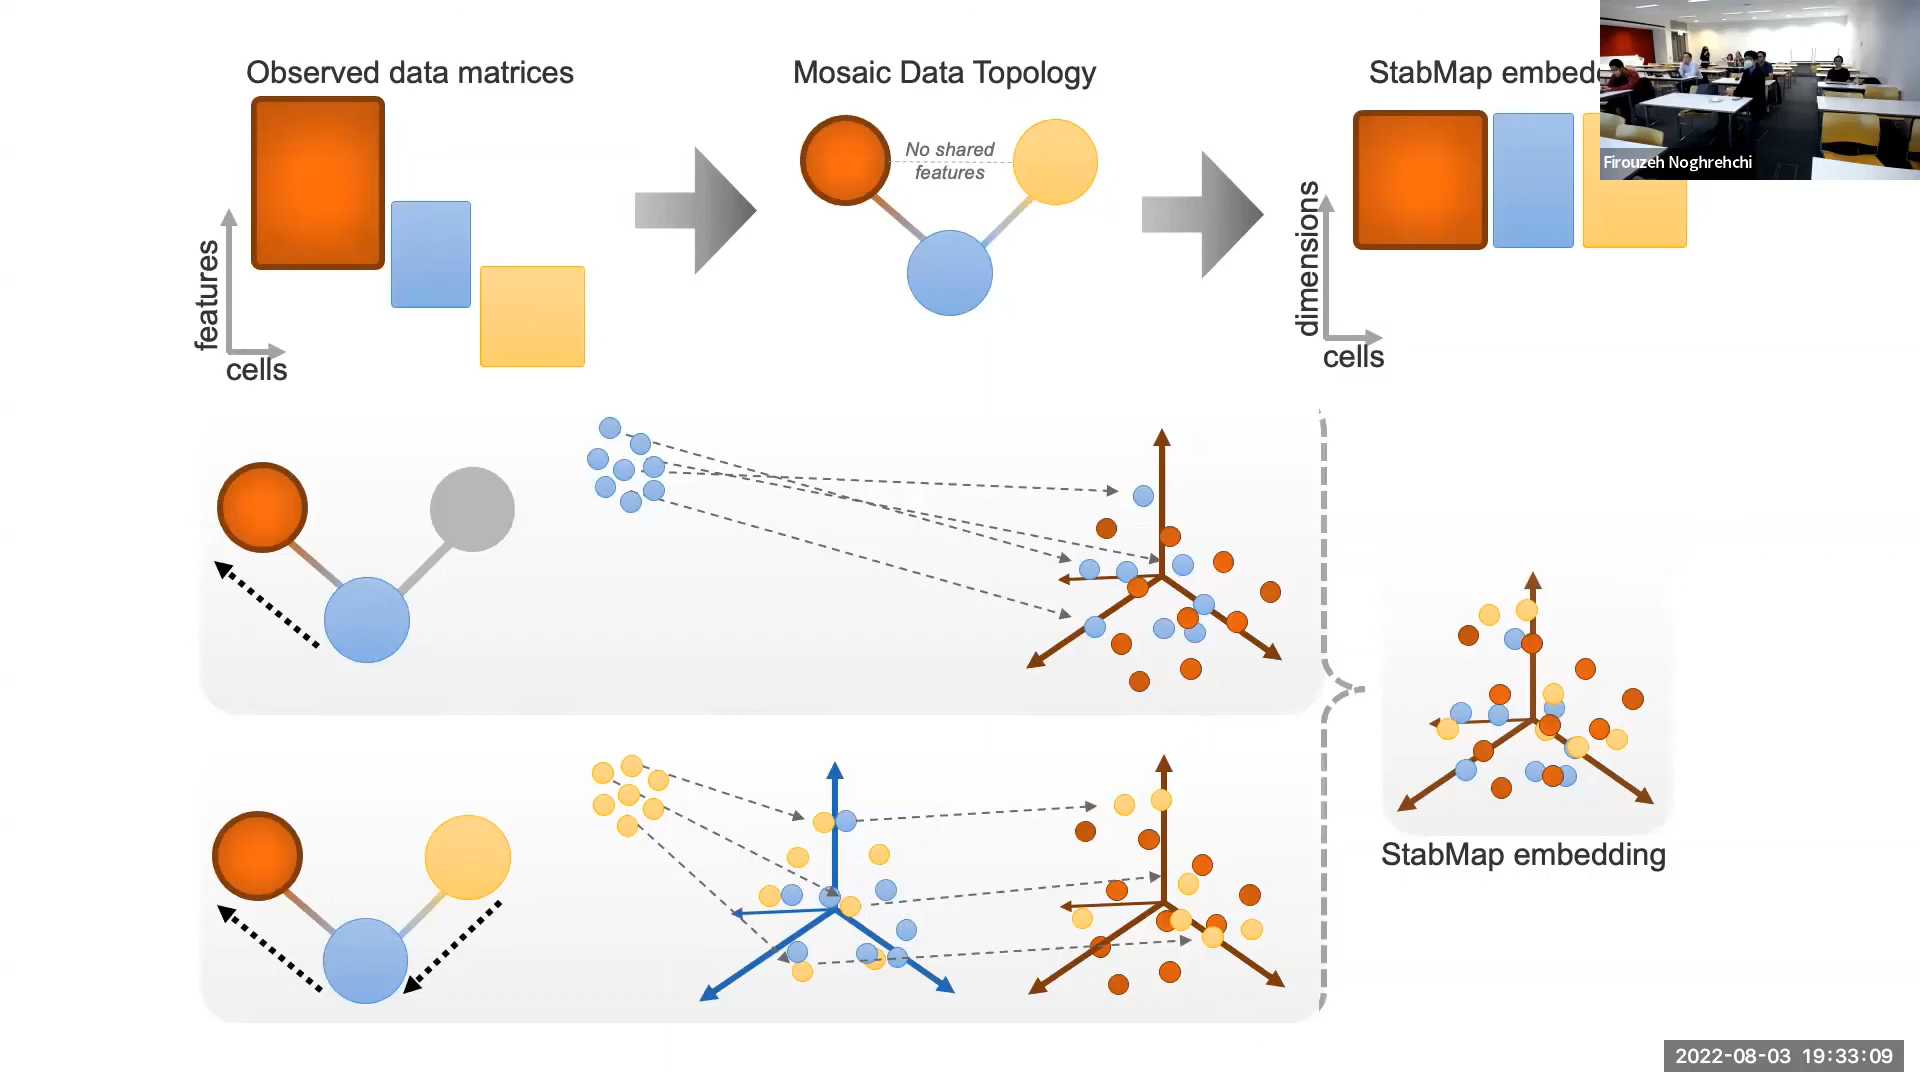 Observed data matrices
Mosaic Data Topology
StabMap embed
No shared
features
features
cells
dimensions
cells
Firouzeh Noghrehchi
StabMap embedding
2022-08-03 19:33:09